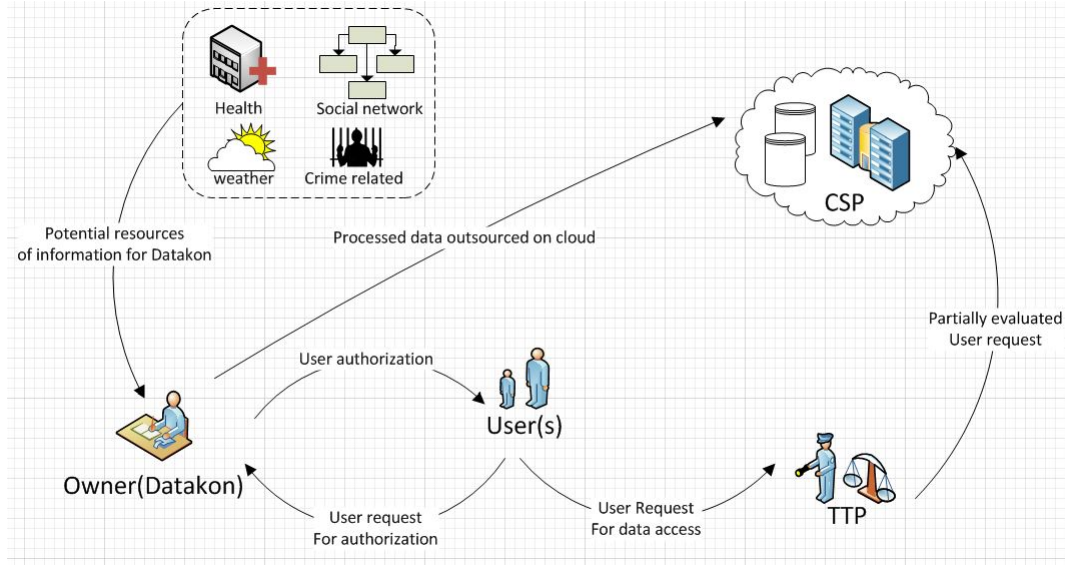 Health
Social network
weather
Crime related
CSP
Potential resources
of information for Datakon
Processed data outsourced on cloud
Partially evaluated
User request
User authorization
User(s)
Owner(Datakon)
User request
For authorization
User Request
For data access
TTP